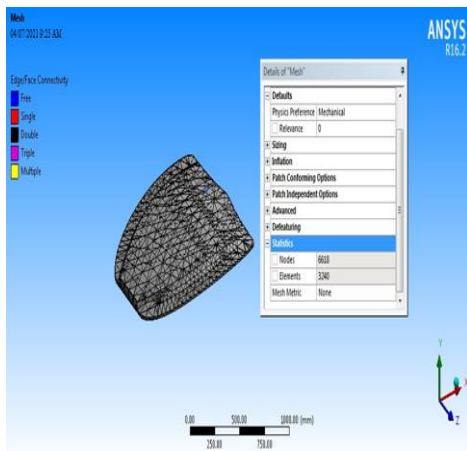 Mesh
04/07/2021 9:25 AM
ANSYS
R16.2
Edge/Face Connectivity
Free
Single
Double
Triple
Multiple
Details of "Mesh"
Defaults
Physics Preference Mechanical
Relevance 0
Sizing
Inflation
Patch Conforming Options
Patch Independent Options
Advanced
Defeaturing
Statistics
Nodes 6618
Elements 3240
Mesh Metric None
Y
X
Z
0.00 500.00 1000.00 (mm)
250.00 750.00